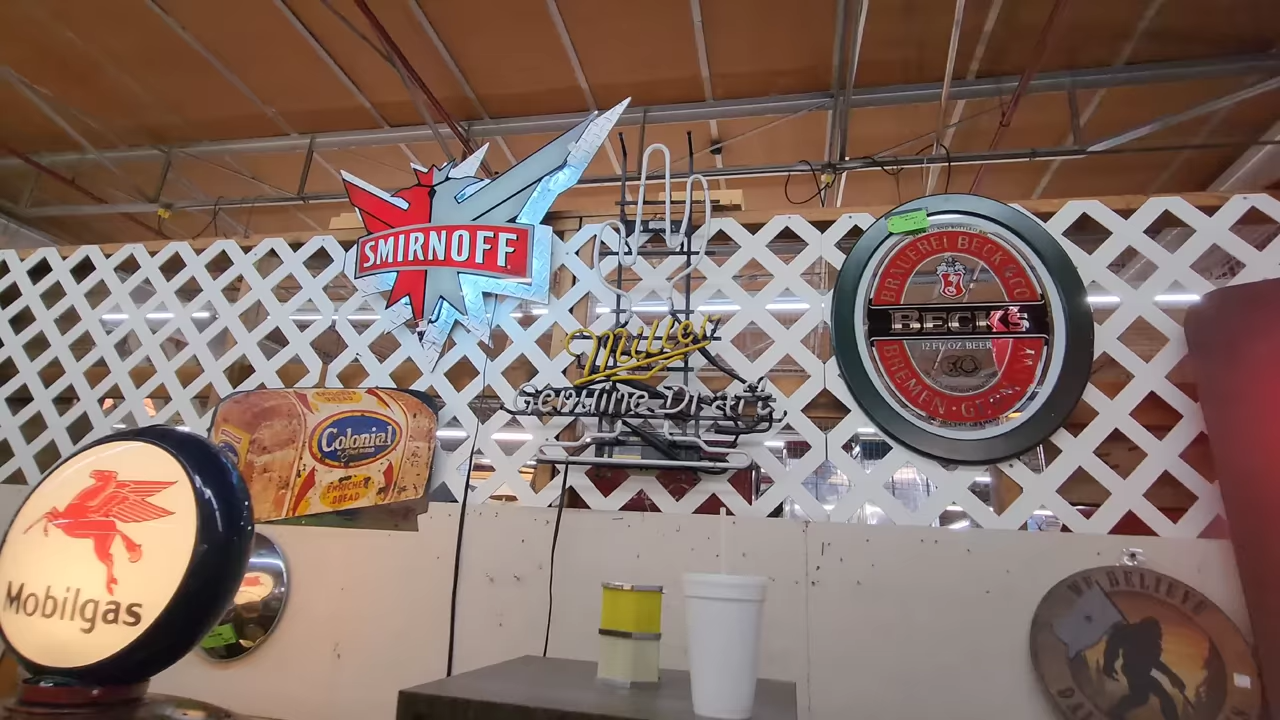 SMIRNOFF
Miller
Genuine Draft
BRAUEREI BECK & CO
BECK's
12 FL OZ BEER
BREMEN
Colonial
ENRICHED
BREAD
Mobilgas
WE BELIEVE